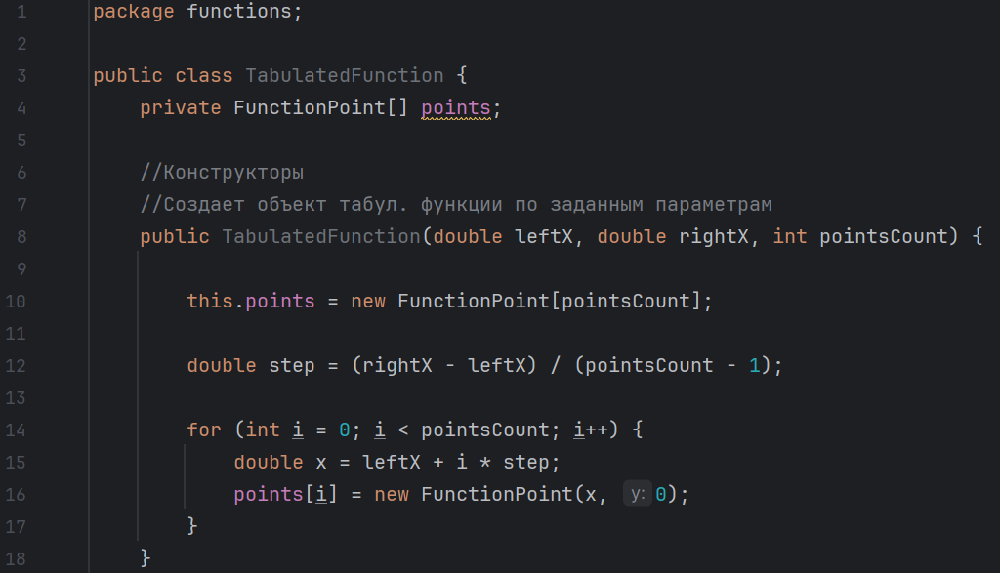 1 package functions;
2
3 public class TabulatedFunction {
4 private FunctionPoint[] points;
5
6 //Конструкторы
7 //Создает объект табул. функции по заданным параметрам
8 public TabulatedFunction(double leftX, double rightX, int pointsCount) {
9
10 this.points = new FunctionPoint[pointsCount];
11
12 double step = (rightX - leftX) / (pointsCount - 1);
13
14 for (int i = 0; i < pointsCount; i++) {
15 double x = leftX + i * step;
16 points[i] = new FunctionPoint(x, y: 0);
17 }
18 }